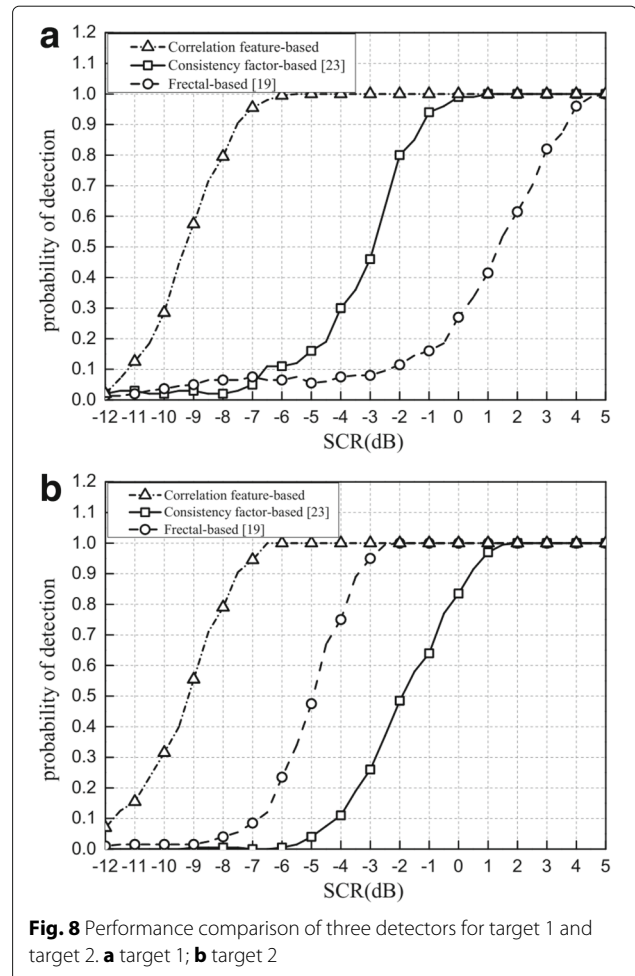 a
Correlation feature-based
Consistency factor-based [23]
Frectal-based [19]
1.2
1.1
1.0
0.9
0.8
0.7
0.6
0.5
0.4
0.3
0.2
0.1
0.0
probability of detection
-12 -11 -10 -9 -8 -7 -6 -5 -4 -3 -2 -1 0 1 2 3 4 5
SCR(dB)
b
Correlation feature-based
Consistency factor-based [23]
Frectal-based [19]
1.2
1.1
1.0
0.9
0.8
0.7
0.6
0.5
0.4
0.3
0.2
0.1
0.0
probability of detection
-12 -11 -10 -9 -8 -7 -6 -5 -4 -3 -2 -1 0 1 2 3 4 5
SCR(dB)
Fig. 8 Performance comparison of three detectors for target 1 and
target 2. a target 1; b target 2